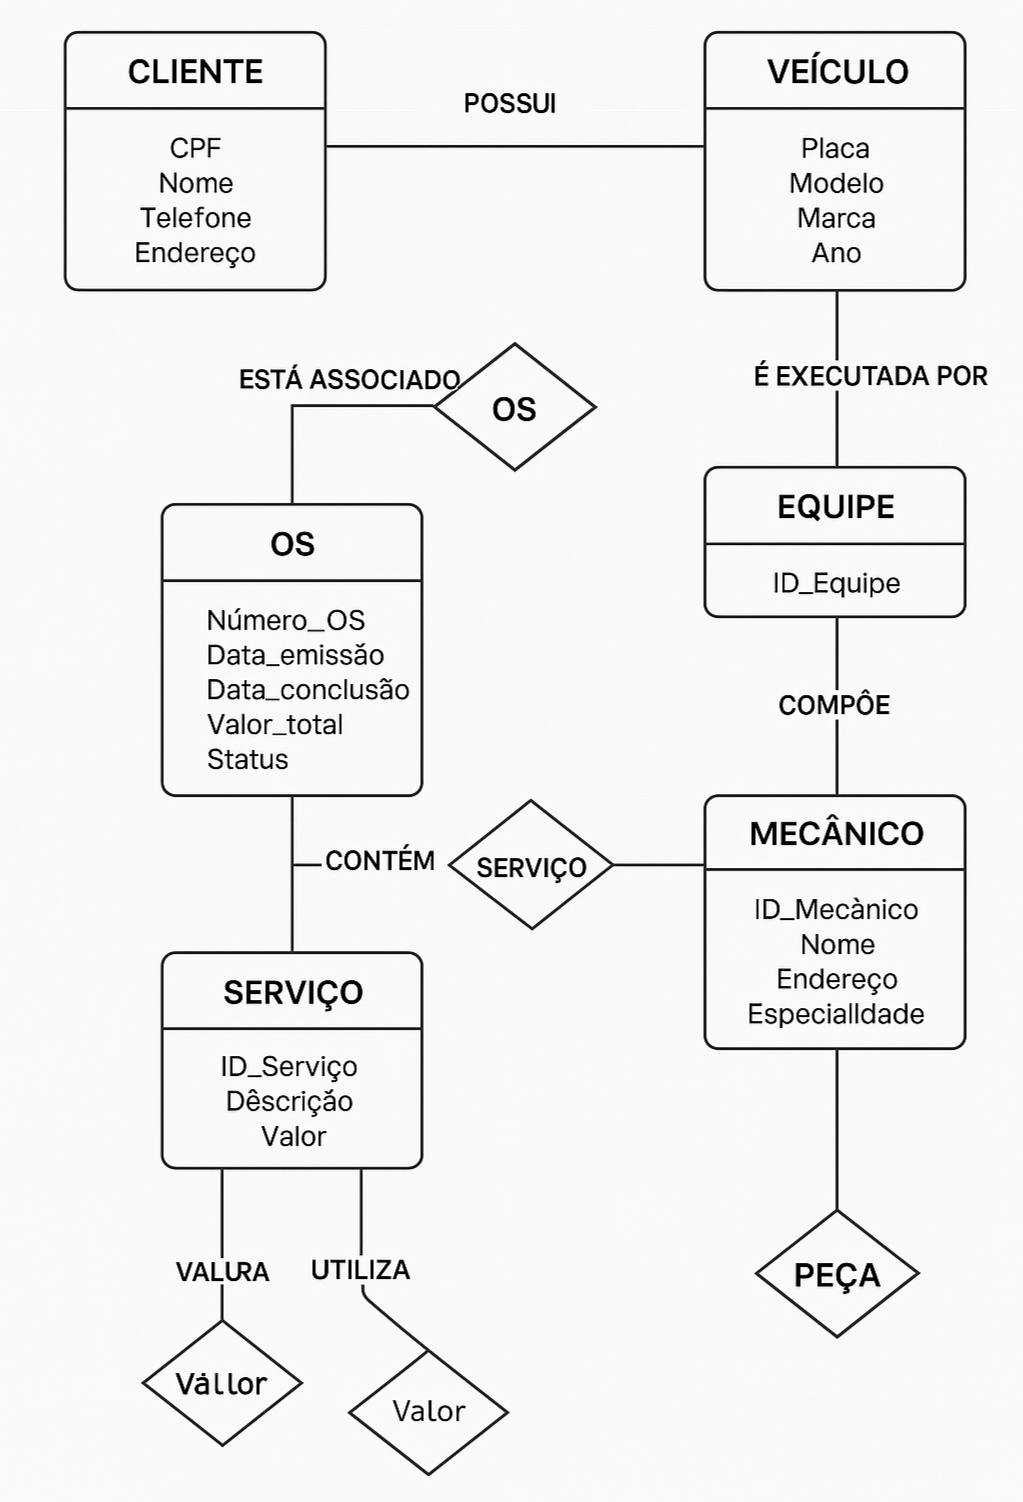 CLIENTE
CPF
Nome
Telefone
Endereço
POSSUI
VEÍCULO
Placa
Modelo
Marca
Ano
ESTÁ ASSOCIADO
OS
É EXECUTADA POR
EQUIPE
ID_Equipe
OS
Número_OS
Data_emissão
Data_conclusão
Valor_total
Status
COMPÔE
CONTÉM
SERVIÇO
MECÂNICO
ID_Mecànico
Nome
Endereço
Especialldade
SERVIÇO
ID_Serviço
Dêscriçǎo
Valor
VALURA
UTILIZA
PEÇA
Vállor
Valor